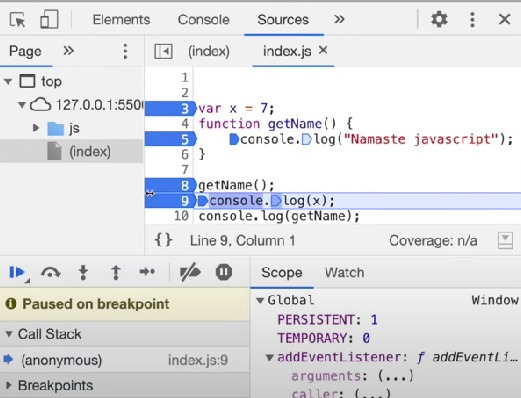 Elements Console Sources »
Page » (index) index.js ×
top
127.0.0.1:550
js
(index)
1
2
3 var x = 7;
4 function getName() {
5 console.log("Namaste javascript");
6 }
7
8 getName();
9 console.log(x);
10 console.log(getName);
{} Line 9, Column 1 Coverage: n/a
Scope Watch
Paused on breakpoint
Call Stack
(anonymous) index.js:9
Breakpoints
Global Window
PERSISTENT: 1
TEMPORARY: 0
addEventListener: ƒ addEventLi…
arguments: (...)
caller: (...)